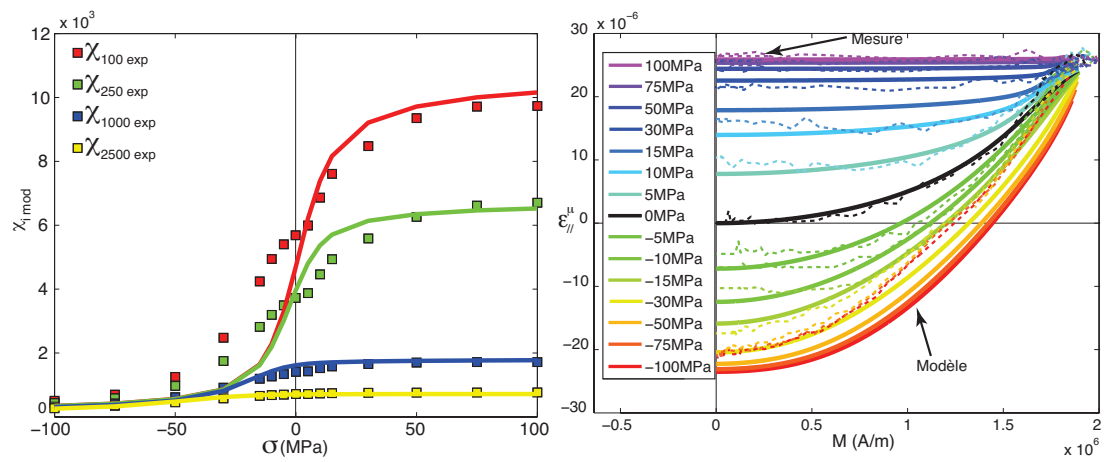 x 10³
12
10
8
6
4
2
0
χi mod
χ100 exp
χ250 exp
χ1000 exp
χ2500 exp
−100
−50
0
50
100
σ(MPa)
x 10⁻⁶
30
20
10
0
−10
−20
−30
ε//^μ
Mesure
100MPa
75MPa
50MPa
30MPa
15MPa
10MPa
5MPa
0MPa
−5MPa
−10MPa
−15MPa
−30MPa
−50MPa
−75MPa
−100MPa
Modèle
−0.5
0
0.5
1
1.5
2
M (A/m)
x 10⁶